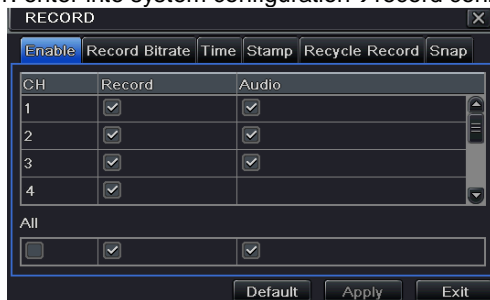 RECORD
Enable Record Bitrate Time Stamp Recycle Record Snap
CH Record Audio
1
2
3
4
All
Default Apply Exit